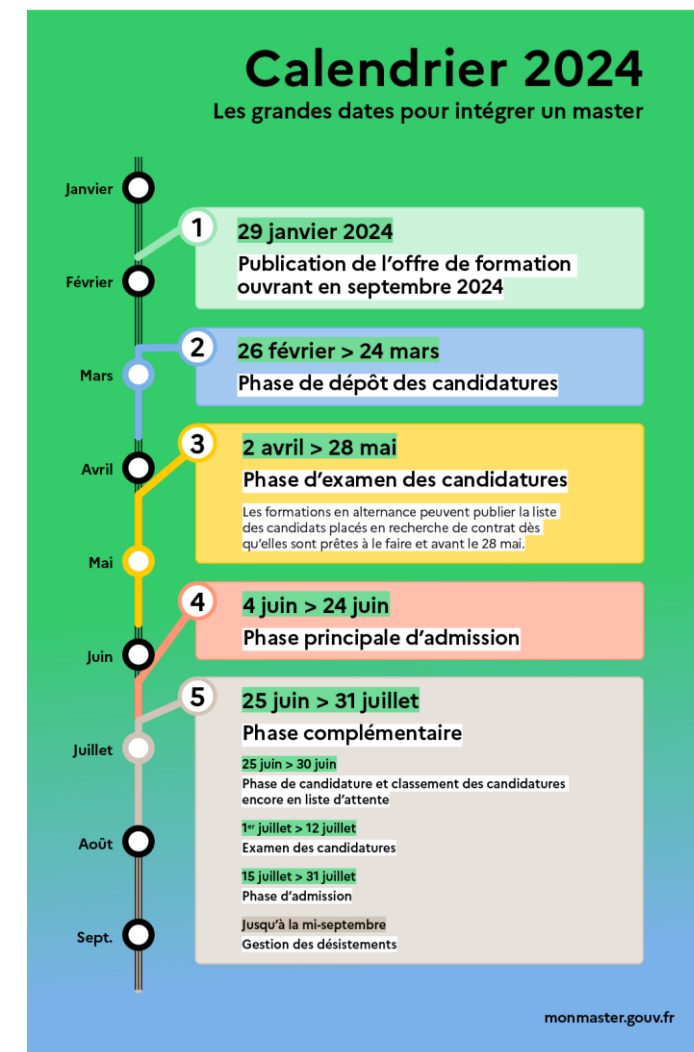 Calendrier 2024
Les grandes dates pour intégrer un master
Janvier
1
29 janvier 2024
Publication de l'offre de formation
ouvrant en septembre 2024
Février
2
26 février > 24 mars
Phase de dépôt des candidatures
Mars
3
2 avril > 28 mai
Phase d'examen des candidatures
Les formations en alternance peuvent publier la liste
des candidats placés en recherche de contrat dès
qu'elles sont prêtes à le faire et avant le 28 mai.
Avril
Mai
4
4 juin > 24 juin
Phase principale d'admission
Juin
5
25 juin > 31 juillet
Phase complémentaire
25 juin > 30 juin
Phase de candidature et classement des candidatures
encore en liste d'attente
1er juillet > 12 juillet
Examen des candidatures
15 juillet > 31 juillet
Phase d'admission
Jusqu'à la mi-septembre
Gestion des désistements
Juillet
Août
Sept.
monmaster.gouv.fr